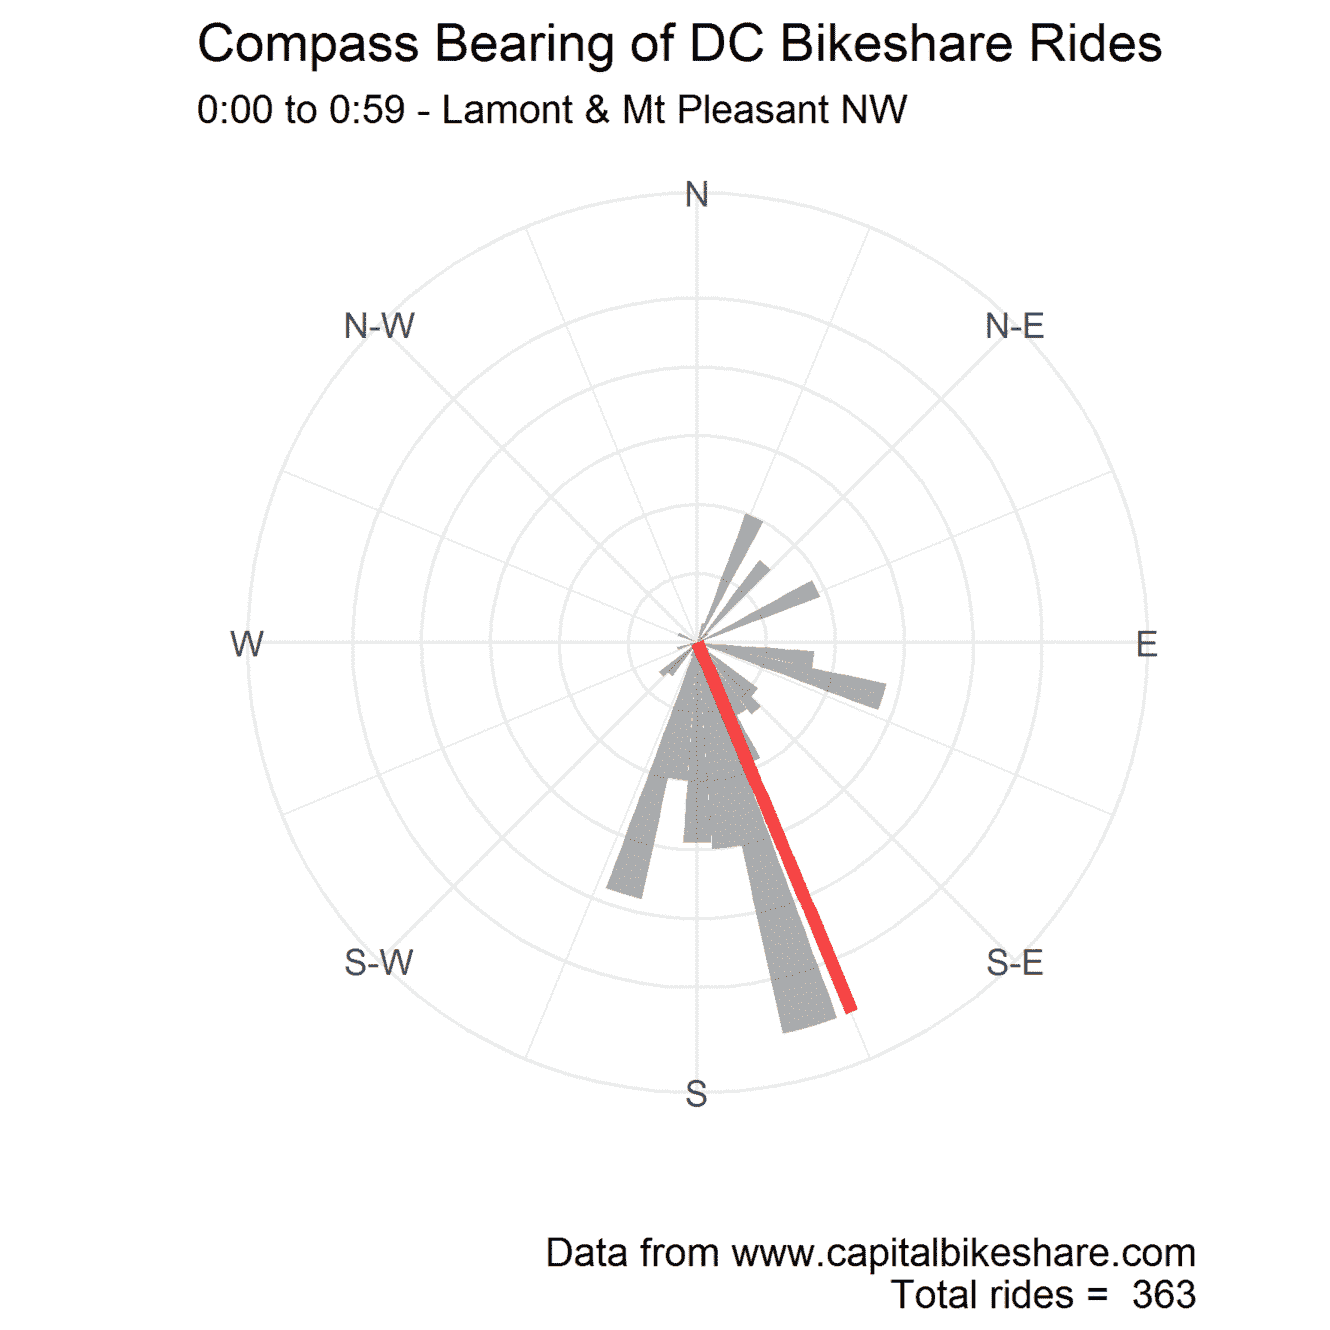 Compass Bearing of DC Bikeshare Rides
0:00 to 0:59 - Lamont & Mt Pleasant NW
N
N-W
N-E
W
E
S-W
S-E
S
Data from www.capitalbikeshare.com
Total rides =  363